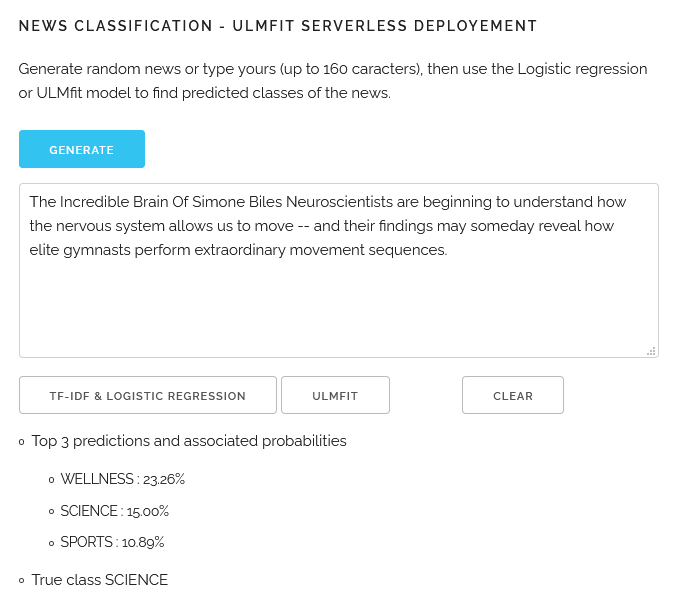 NEWS CLASSIFICATION - ULMFIT SERVERLESS DEPLOYEMENT
Generate random news or type yours (up to 160 caracters), then use the Logistic regression
or ULMfit model to find predicted classes of the news.
GENERATE
The Incredible Brain Of Simone Biles Neuroscientists are beginning to understand how
the nervous system allows us to move -- and their findings may someday reveal how
elite gymnasts perform extraordinary movement sequences.
TF-IDF & LOGISTIC REGRESSION ULMFIT CLEAR
Top 3 predictions and associated probabilities
WELLNESS : 23.26%
SCIENCE : 15.00%
SPORTS : 10.89%
True class SCIENCE